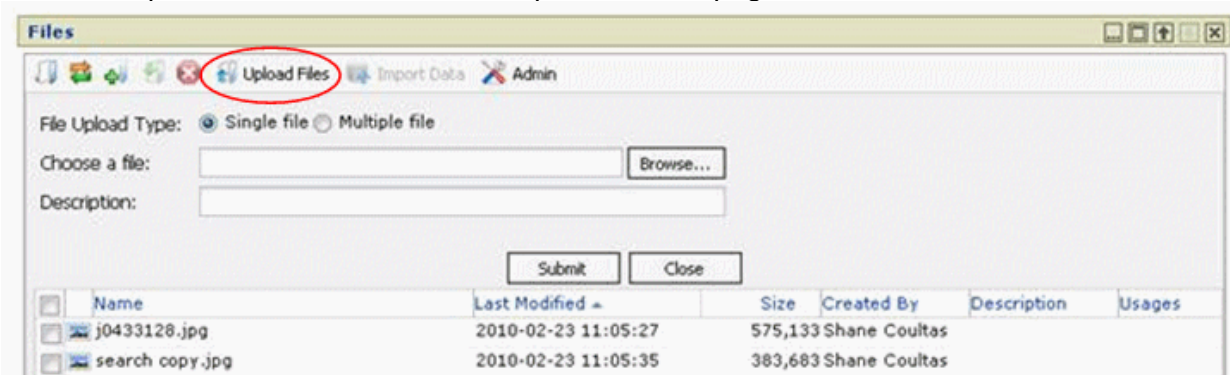 Files
Upload Files Import Data Admin
File Upload Type: Single file Multiple file
Choose a file: Browse...
Description:
Submit Close
Name Last Modified Size Created By Description Usages
j0433128.jpg 2010-02-23 11:05:27 575,133 Shane Coultas
search copy.jpg 2010-02-23 11:05:35 383,683 Shane Coultas